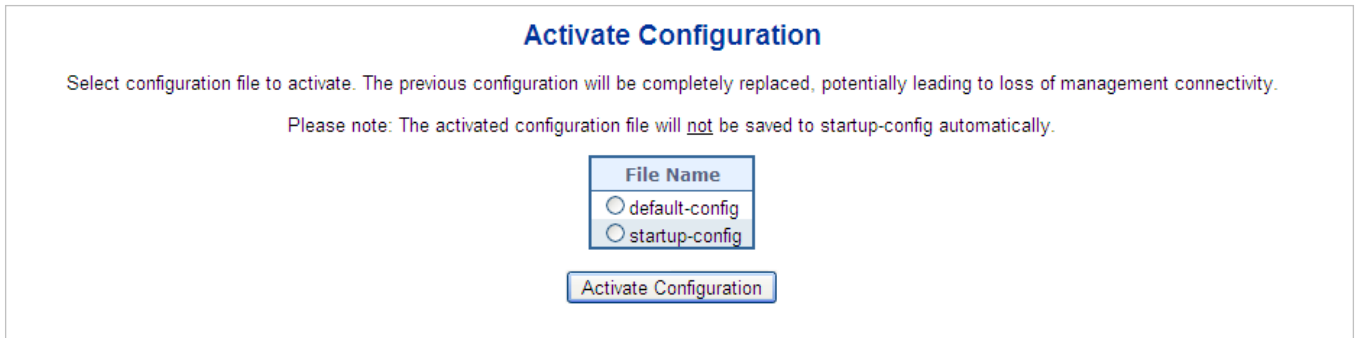 Activate Configuration
Select configuration file to activate. The previous configuration will be completely replaced, potentially leading to loss of management connectivity.
Please note: The activated configuration file will not be saved to startup-config automatically.
File Name
default-config
startup-config
Activate Configuration